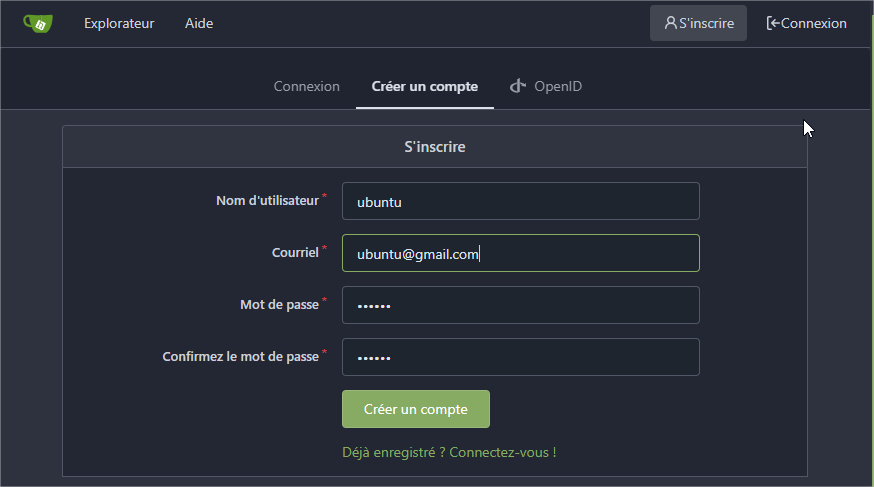 Explorateur Aide S'inscrire Connexion
Connexion Créer un compte OpenID
S'inscrire
Nom d'utilisateur * ubuntu
Courriel * ubuntu@gmail.com
Mot de passe * ••••••
Confirmez le mot de passe * ••••••
Créer un compte
Déjà enregistré ? Connectez-vous !